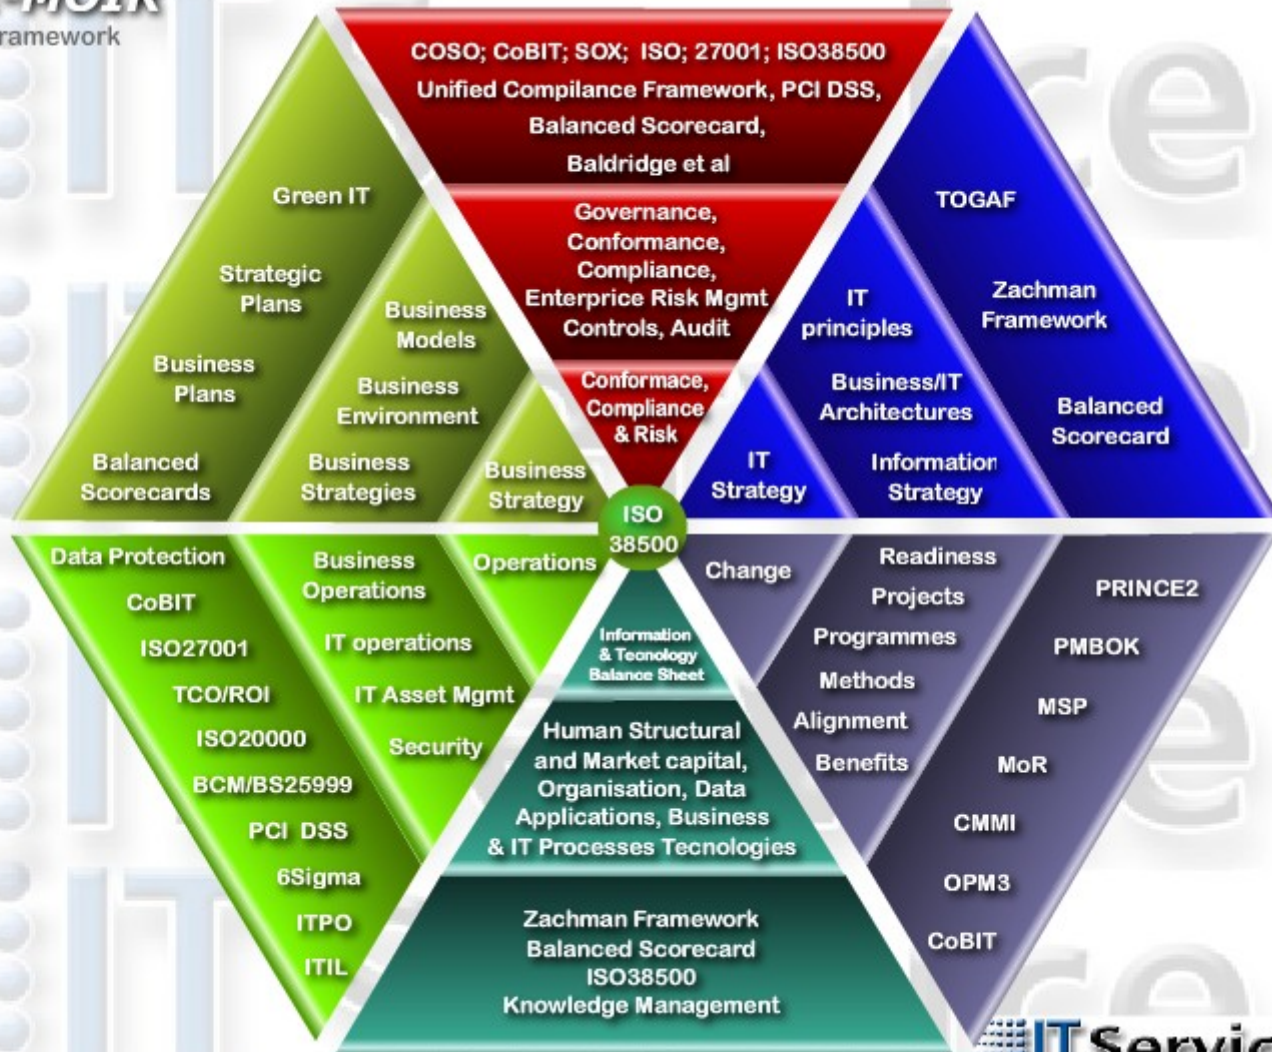 -MOIR
ramework
COSO; CoBIT; SOX; ISO; 27001; ISO38500
Unified Compilance Framework, PCI DSS,
Balanced Scorecard,
Baldridge et al
Governance,
Conformance,
Compliance,
Enterprice Risk Mgmt
Controls, Audit
Conformace,
Compliance
& Risk
Green IT
Strategic
Plans
Business
Plans
Balanced
Scorecards
Business
Models
Business
Environment
Business
Strategies
Business
Strategy
IT
Strategy
IT
principles
Business/IT
Architectures
Information
Strategy
TOGAF
Zachman
Framework
Balanced
Scorecard
ISO
38500
Data Protection
CoBIT
ISO27001
TCO/ROI
ISO20000
BCM/BS25999
PCI DSS
6Sigma
ITPO
ITIL
Business
Operations
IT operations
IT Asset Mgmt
Security
Operations
Information
& Tecnology
Balance Sheet
Human Structural
and Market capital,
Organisation, Data
Applications, Business
& IT Processes Tecnologies
Zachman Framework
Balanced Scorecard
ISO38500
Knowledge Management
Change
Readiness
Projects
Programmes
Methods
Alignment
Benefits
PRINCE2
PMBOK
MSP
MoR
CMMI
OPM3
CoBIT
IT Servic